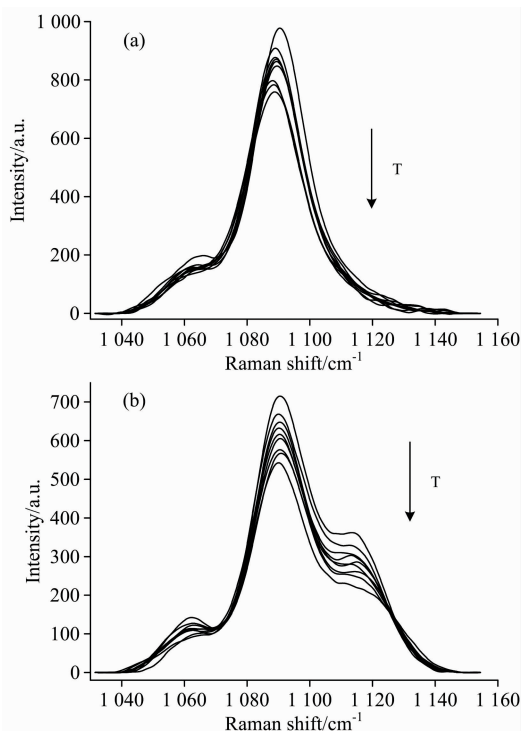 (a)
1 000
800
600
400
200
0
Intensity/a.u.
T
1 040 1 060 1 080 1 100 1 120 1 140 1 160
Raman shift/cm-1
(b)
700
600
500
400
300
200
100
0
Intensity/a.u.
T
1 040 1 060 1 080 1 100 1 120 1 140 1 160
Raman shift/cm-1